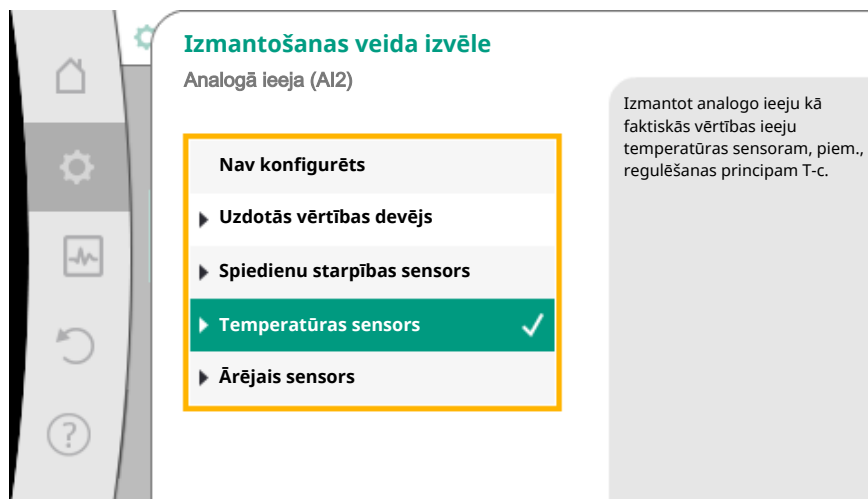 Izmantošanas veida izvēle
Analogā ieeja (AI2)
Nav konfigurēts
Uzdotās vērtības devējs
Spiedienu starpības sensors
Temperatūras sensors
Ārējais sensors
Izmantot analogo ieeju kā
faktiskās vērtības ieeju
temperatūras sensoram, piem.,
regulēšanas principam T-c.
?